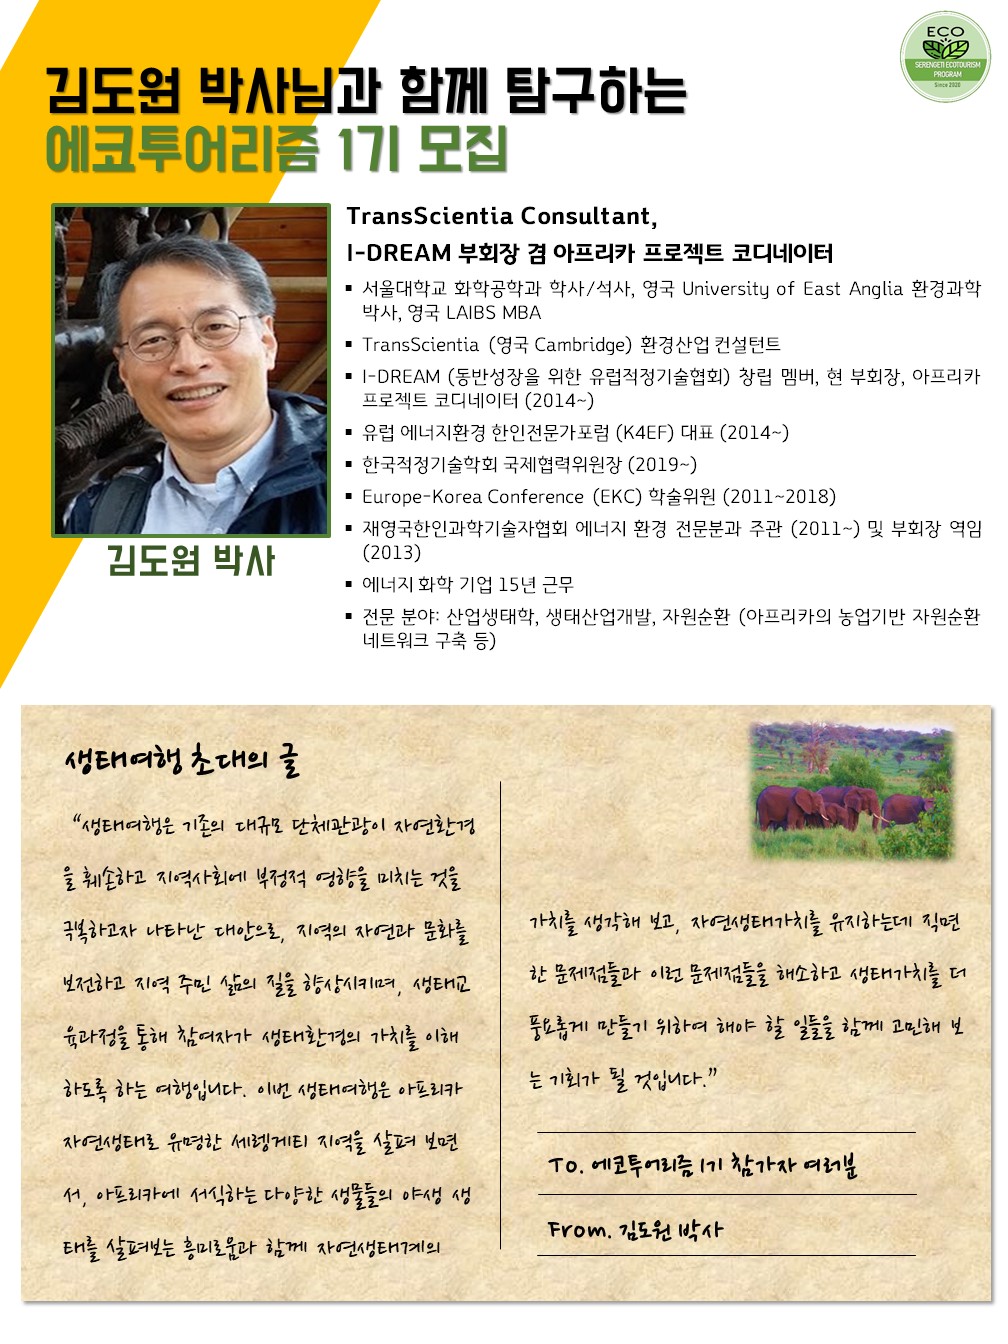 ECO
SERENGETI ECOTOURISM
PROGRAM
Since 2020
김도원 박사님과 함께 탐구하는
에코투어리즘 1기 모집
김도원 박사
TransScientia Consultant,
I-DREAM 부회장 겸 아프리카 프로젝트 코디네이터
▪ 서울대학교 화학공학과 학사/석사, 영국 University of East Anglia 환경과학
박사, 영국 LAIBS MBA
▪ TransScientia (영국 Cambridge) 환경산업 컨설턴트
▪ I-DREAM (동반성장을 위한 유럽적정기술협회) 창립 멤버, 현 부회장, 아프리카
프로젝트 코디네이터 (2014~)
▪ 유럽 에너지환경 한인전문가포럼 (K4EF) 대표 (2014~)
▪ 한국적정기술학회 국제협력위원장 (2019~)
▪ Europe-Korea Conference (EKC) 학술위원 (2011~2018)
▪ 재영국한인과학기술자협회 에너지 환경 전문분과 주관 (2011~) 및 부회장 역임
(2013)
▪ 에너지 화학 기업 15년 근무
▪ 전문 분야: 산업생태학, 생태산업개발, 자원순환 (아프리카의 농업기반 자원순환
네트워크 구축 등)
생태여행 초대의 글
“생태여행은 기존의 대규모 단체관광이 자연환경
을 훼손하고 지역사회에 부정적 영향을 미치는 것을
극복하고자 나타난 대안으로, 지역의 자연과 문화를
보전하고 지역 주민 삶의 질을 향상시키며, 생태교
육과정을 통해 참여자가 생태환경의 가치를 이해
하도록 하는 여행입니다. 이번 생태여행은 아프리카
자연생태로 유명한 세렝게티 지역을 살펴 보면
서, 아프리카에 서식하는 다양한 생물들의 야생 생
태를 살펴보는 흥미로움과 함께 자연생태계의
가치를 생각해 보고, 자연생태가치를 유지하는데 직면
한 문제점들과 이런 문제점들을 해소하고 생태가치를 더
풍요롭게 만들기 위하여 해야 할 일들을 함께 고민해 보
는 기회가 될 것입니다.”
To. 에코투어리즘 1기 참가자 여러분
From. 김도원 박사